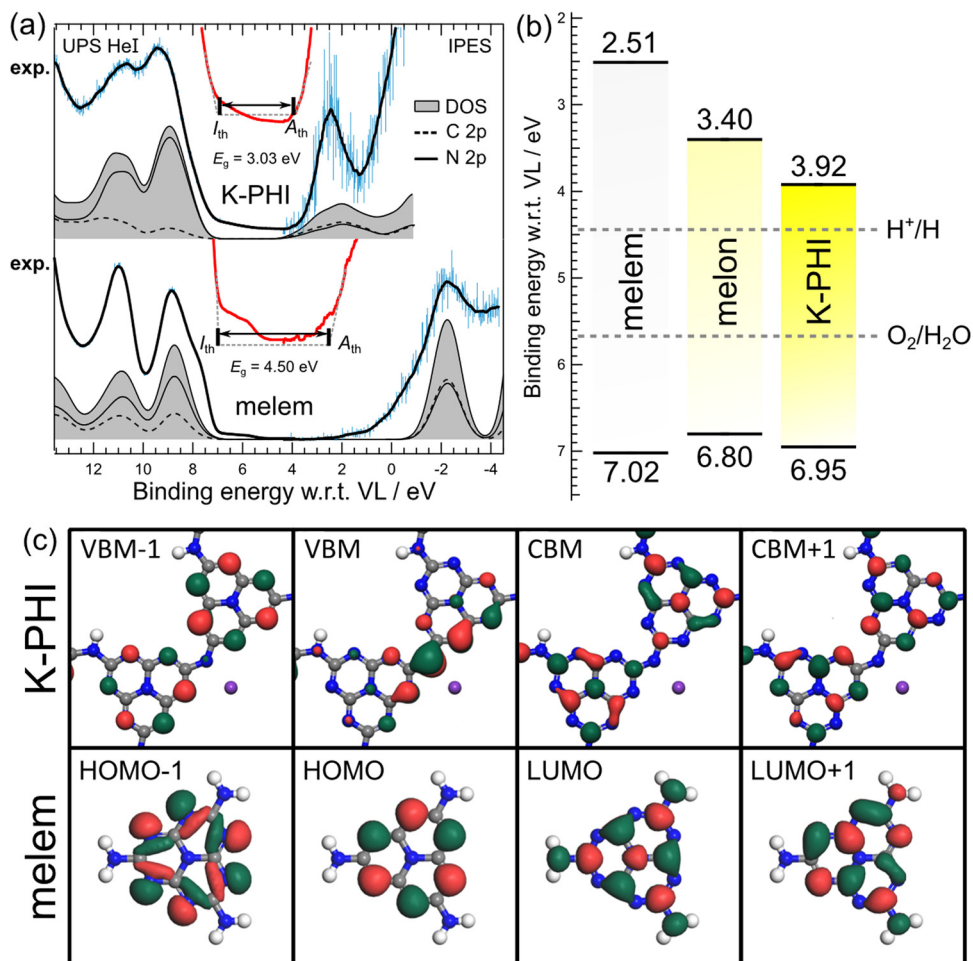 (a)
UPS HeI
IPES
exp.
I_th
A_th
E_g = 3.03 eV
K-PHI
DOS
C 2p
N 2p
exp.
I_th
A_th
E_g = 4.50 eV
melem
12 10 8 6 4 2 0 -2 -4
Binding energy w.r.t. VL / eV
(b)
Binding energy w.r.t. VL / eV
2
3
4
5
6
7
2.51
3.40
3.92
H⁺/H
melem
melon
K-PHI
O₂/H₂O
7.02
6.80
6.95
(c)
K-PHI
VBM-1
VBM
CBM
CBM+1
melem
HOMO-1
HOMO
LUMO
LUMO+1